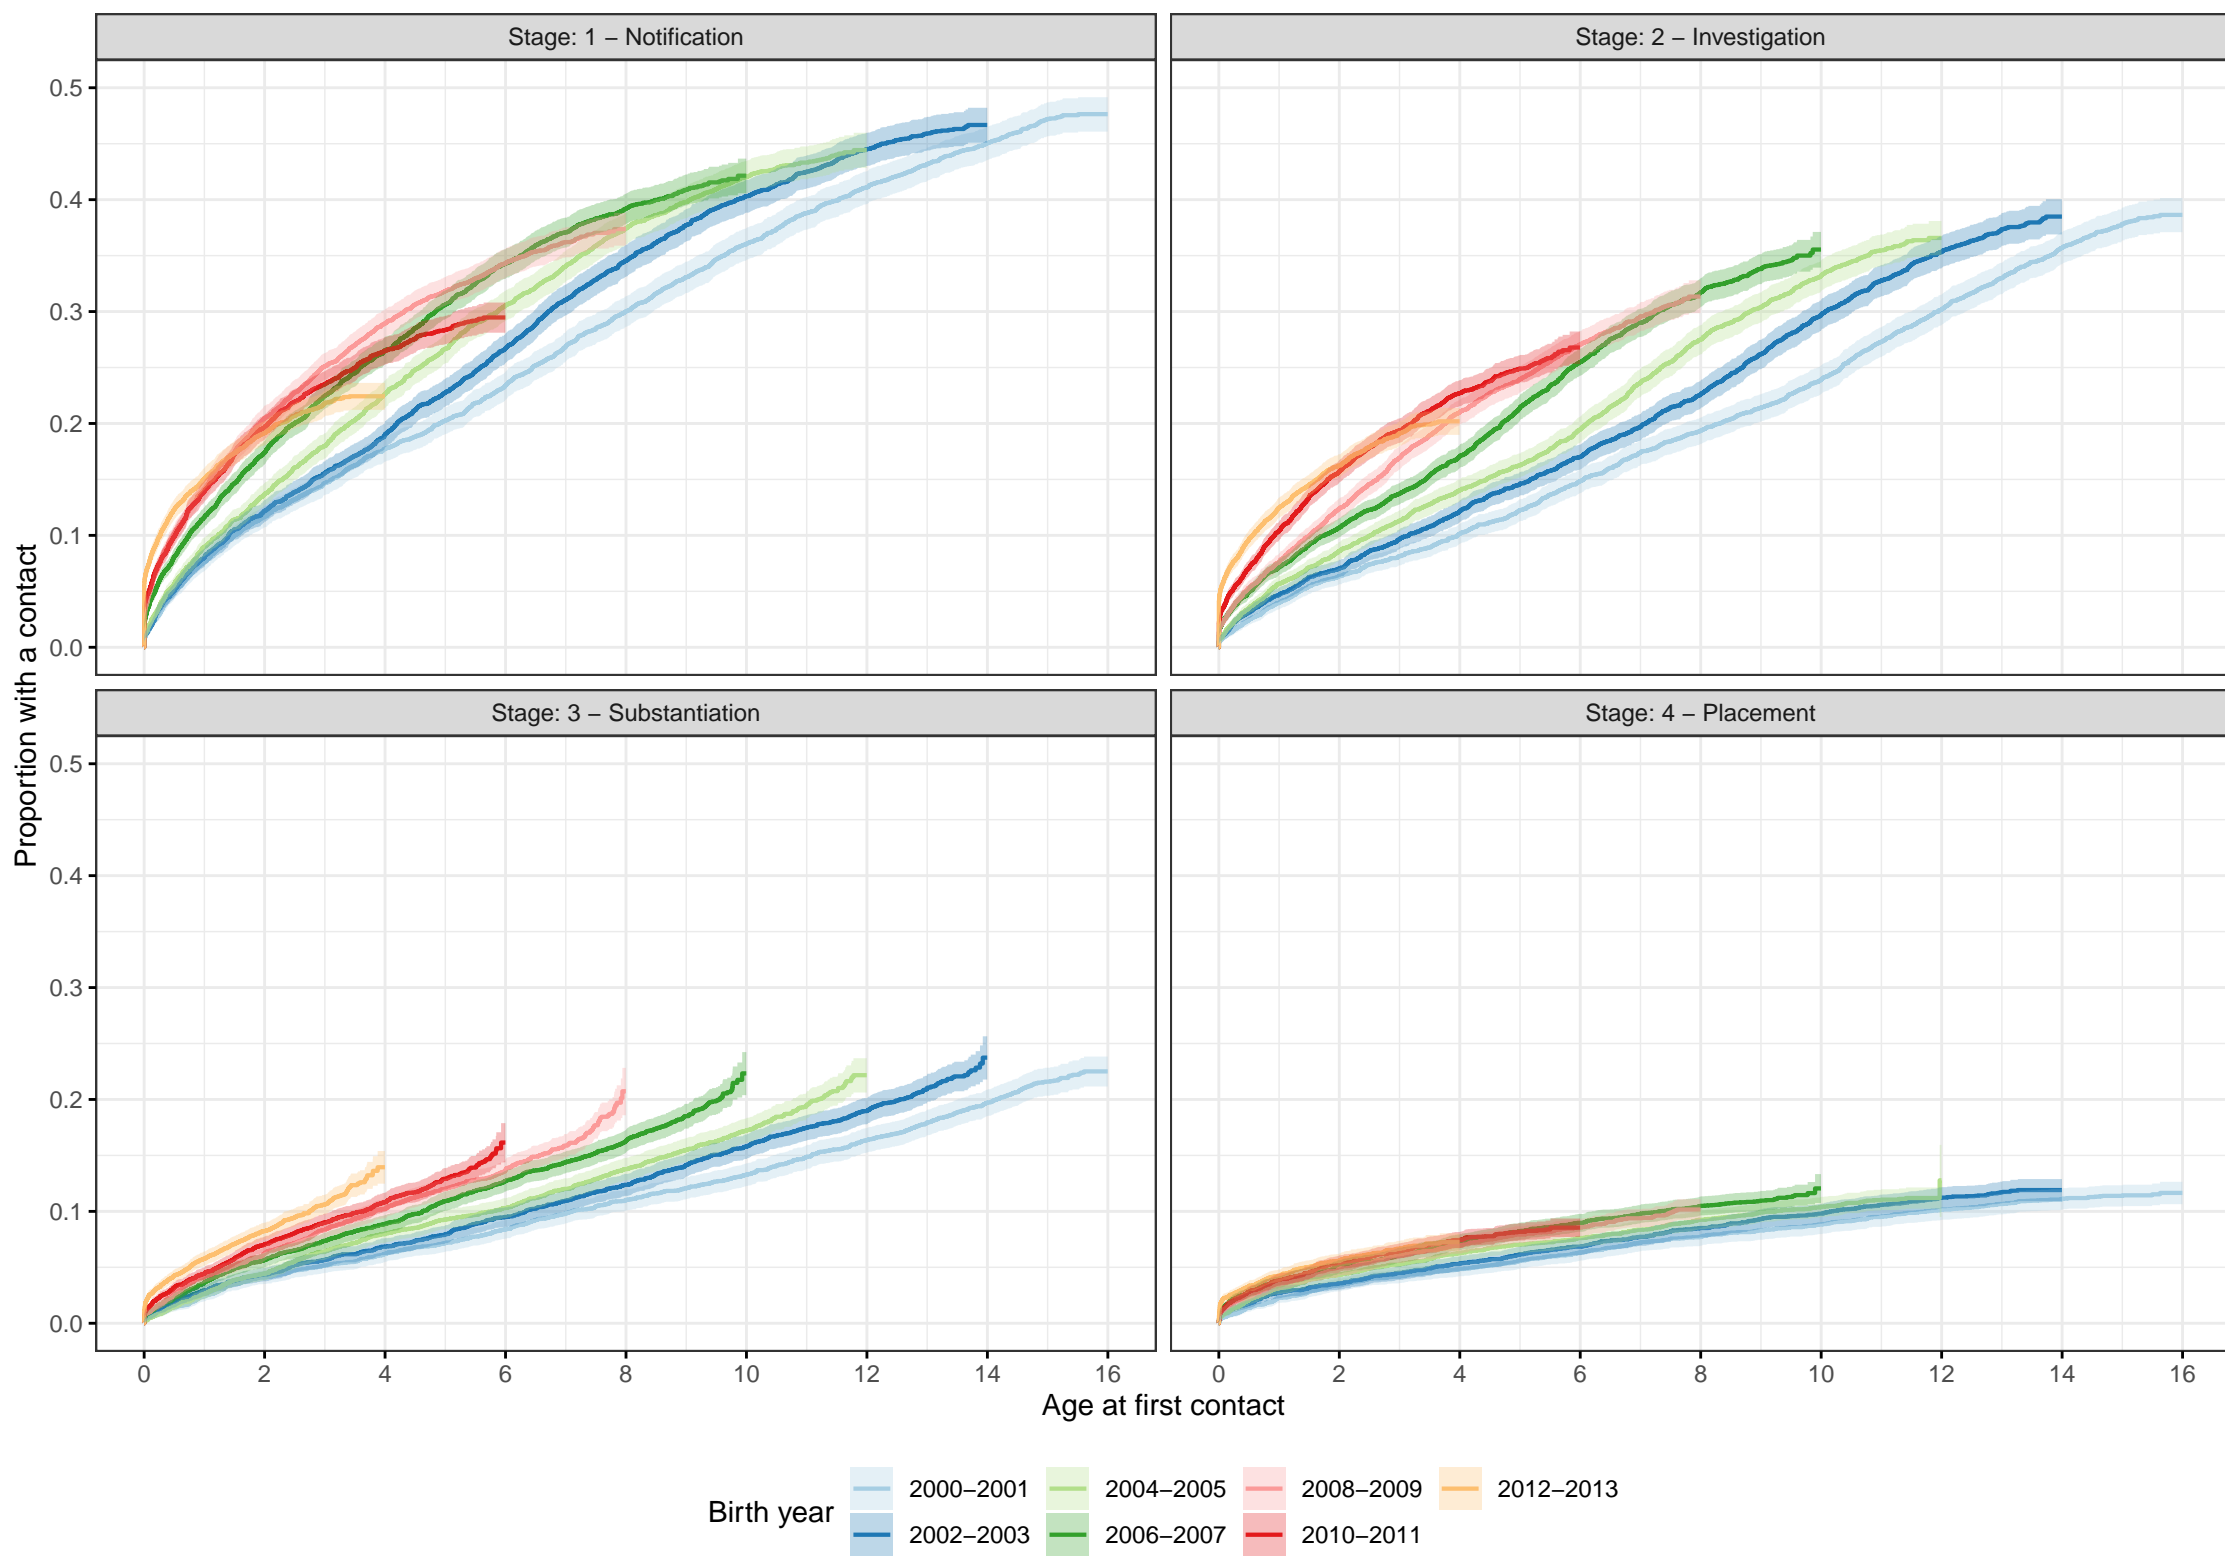 Stage: 1 – Notification
Stage: 2 – Investigation
0.5
0.4
0.3
0.2
0.1
0.0
Proportion with a contact
Stage: 3 – Substantiation
Stage: 4 – Placement
0.5
0.4
0.3
0.2
0.1
0.0
0 2 4 6 8 10 12 14 16
0 2 4 6 8 10 12 14 16
Age at first contact
Birth year
2000–2001 2004–2005 2008–2009 2012–2013
2002–2003 2006–2007 2010–2011